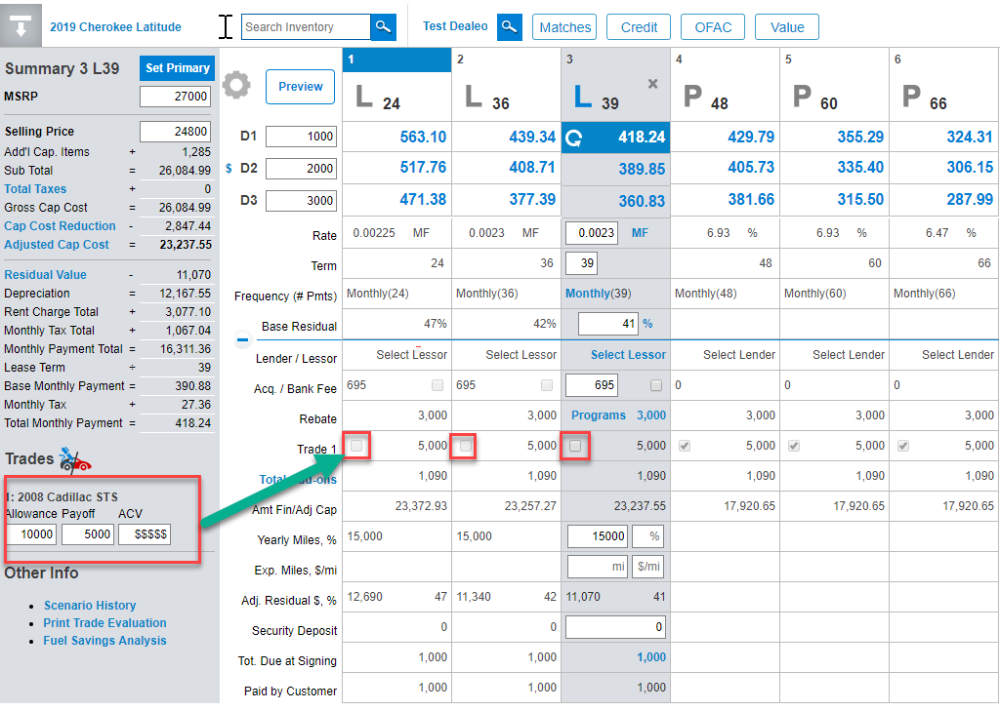 2019 Cherokee Latitude Search Inventory Test Dealeo Matches Credit OFAC Value
Summary 3 L39 Set Primary
MSRP 27000
Selling Price 24800
Add'l Cap. Items + 1,285
Sub Total = 26,084.99
Total Taxes + 0
Gross Cap Cost = 26,084.99
Cap Cost Reduction - 2,847.44
Adjusted Cap Cost = 23,237.55
Residual Value - 11,070
Depreciation = 12,167.55
Rent Charge Total + 3,077.10
Monthly Tax Total + 1,067.04
Monthly Payment Total = 16,311.36
Lease Term ÷ 39
Base Monthly Payment = 390.88
Monthly Tax + 27.36
Total Monthly Payment = 418.24
Trades
1: 2008 Cadillac STS
Allowance Payoff ACV
10000 5000 $$$$$
Other Info
• Scenario History
• Print Trade Evaluation
• Fuel Savings Analysis
Preview
1 2 3 4 5 6
L 24 L 36 L 39 × P 48 P 60 P 66
D1 1000 563.10 439.34 418.24 429.79 355.29 324.31
$ D2 2000 517.76 408.71 389.85 405.73 335.40 306.15
D3 3000 471.38 377.39 360.83 381.66 315.50 287.99
Rate 0.00225 MF 0.0023 MF 0.0023 MF 6.93 % 6.93 % 6.47 %
Term 24 36 39 48 60 66
Frequency (# Pmts) Monthly(24) Monthly(36) Monthly(39) Monthly(48) Monthly(60) Monthly(66)
Base Residual 47% 42% 41 %
Lender / Lessor Select Lessor Select Lessor Select Lessor Select Lender Select Lender Select Lender
Acq. / Bank Fee 695 695 695 0 0 0
Rebate 3,000 3,000 Programs 3,000 3,000 3,000 3,000
Trade 1 5,000 5,000 5,000 5,000 5,000 5,000
Total Add-ons 1,090 1,090 1,090 1,090 1,090 1,090
Amt Fin/Adj Cap 23,372.93 23,257.27 23,237.55 17,920.65 17,920.65 17,920.65
Yearly Miles, % 15,000 15,000 15000 %
Exp. Miles, $/mi mi $/mi
Adj. Residual $, % 12,690 47 11,340 42 11,070 41
Security Deposit 0 0 0
Tot. Due at Signing 1,000 1,000 1,000
Paid by Customer 1,000 1,000 1,000